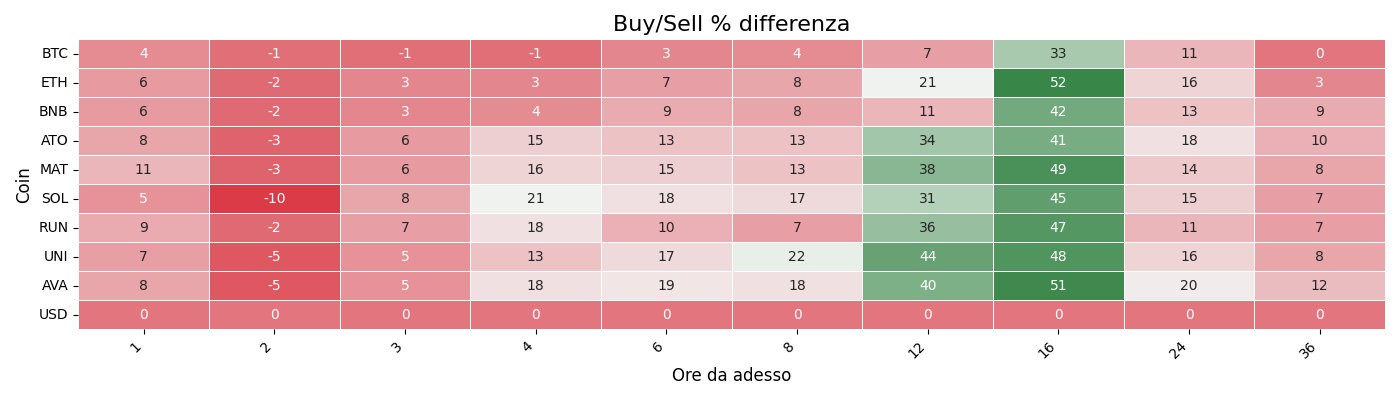 Buy/Sell % differenza
Coin
BTC 4 -1 -1 -1 3 4 7 33 11 0
ETH 6 -2 3 3 7 8 21 52 16 3
BNB 6 -2 3 4 9 8 11 42 13 9
ATO 8 -3 6 15 13 13 34 41 18 10
MAT 11 -3 6 16 15 13 38 49 14 8
SOL 5 -10 8 21 18 17 31 45 15 7
RUN 9 -2 7 18 10 7 36 47 11 7
UNI 7 -5 5 13 17 22 44 48 16 8
AVA 8 -5 5 18 19 18 40 51 20 12
USD 0 0 0 0 0 0 0 0 0 0
1 2 3 4 6 8 12 16 24 36
Ore da adesso